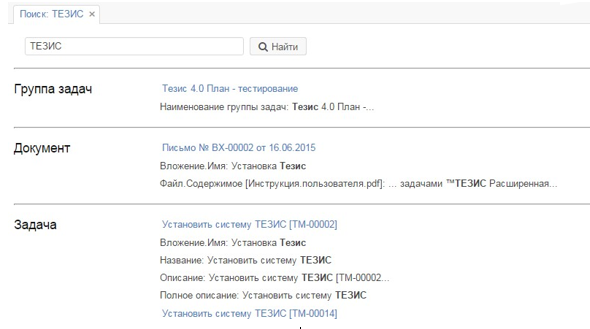 Поиск: ТЕЗИС ×
ТЕЗИС Найти
Группа задач Тезис 4.0 План - тестирование
Наименование группы задач: Тезис 4.0 План -...
Документ Письмо № ВХ-00002 от 16.06.2015
Вложение.Имя: Установка Тезис
Файл.Содержимое [Инструкция.пользователя.pdf]: ... задачами ™ТЕЗИС Расширенная...
Задача Установить систему ТЕЗИС [ТМ-00002]
Вложение.Имя: Установка Тезис
Название: Установить систему ТЕЗИС
Описание: Установить систему ТЕЗИС [ТМ-00002...
Полное описание: Установить систему ТЕЗИС
Установить систему ТЕЗИС [ТМ-00014]